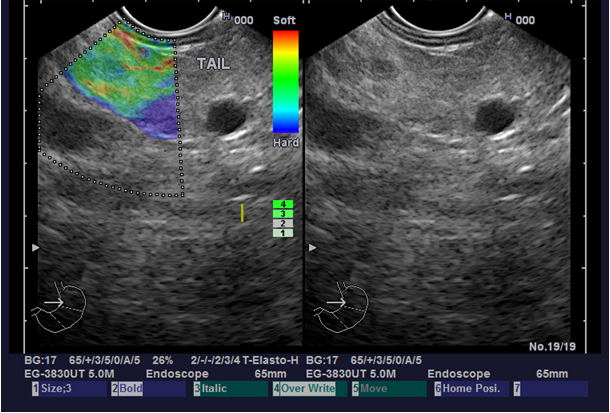 H 000
Soft
H 000
TAIL
Hard
4
3
2
1
No.19/19
BG:17 65/+/3/5/0/A/5 26% 2/-/-/2/3/4 T-Elasto-H BG:17 65/+/3/5/0/A/5
EG-3830UT 5.0M Endoscope 65mm EG-3830UT 5.0M Endoscope 65mm
1 Size;3 2 Bold 3 Italic 4 Over Write 5 Move 6 Home Posi. 7